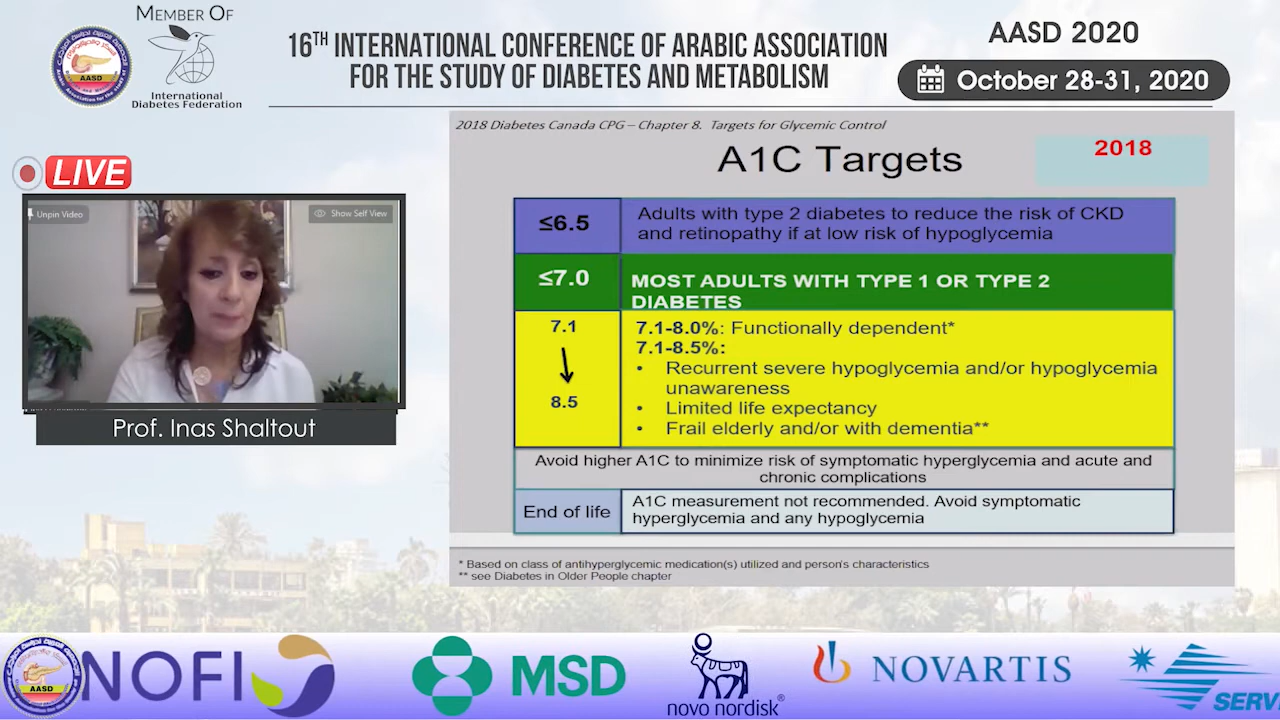 MEMBER OF
International
Diabetes Federation
AASD
16TH INTERNATIONAL CONFERENCE OF ARABIC ASSOCIATION
FOR THE STUDY OF DIABETES AND METABOLISM
AASD 2020
October 28-31, 2020
LIVE
Unpin Video
Show Self View
Prof. Inas Shaltout
2018 Diabetes Canada CPG – Chapter 8. Targets for Glycemic Control
A1C Targets
2018
≤6.5
Adults with type 2 diabetes to reduce the risk of CKD
and retinopathy if at low risk of hypoglycemia
≤7.0
MOST ADULTS WITH TYPE 1 OR TYPE 2
DIABETES
7.1
8.5
7.1-8.0%: Functionally dependent*
7.1-8.5%:
• Recurrent severe hypoglycemia and/or hypoglycemia
unawareness
• Limited life expectancy
• Frail elderly and/or with dementia**
Avoid higher A1C to minimize risk of symptomatic hyperglycemia and acute and
chronic complications
End of life
A1C measurement not recommended. Avoid symptomatic
hyperglycemia and any hypoglycemia
* Based on class of antihyperglycemic medication(s) utilized and person's characteristics
** see Diabetes in Older People chapter
AASD
NOFI
MSD
novo nordisk®
NOVARTIS
SERV